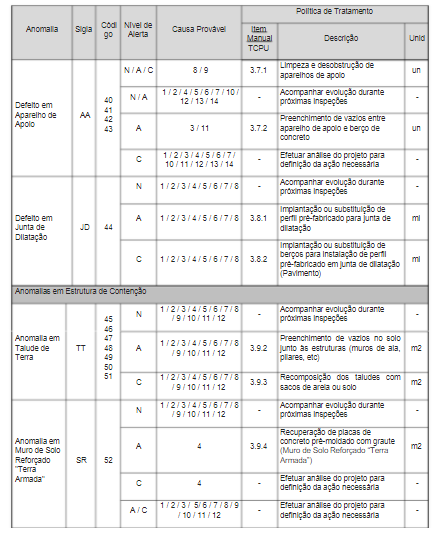 Política de Tratamento
Anomalia
Sigla
Códi
go
Nível de
Alerta
Causa Provável
Item
Manual
TCPU
Descrição
Unid
Defeito em
Aparelho de
Apoio
AA
40
41
42
43
N / A / C
8 / 9
3.7.1
Limpeza e desobstrução de
aparelhos de apoio
un
N / A
1 / 2 / 4 / 5 / 6 / 7 / 10 /
12 / 13 / 14
-
Acompanhar evolução durante
próximas inspeções
-
A
3 / 11
3.7.2
Preenchimento de vazios entre
aparelho de apoio e berço de
concreto
un
C
1 / 2 / 3 / 4 / 5 / 6 / 7 /
10 / 11 / 12 / 13 / 14
-
Efetuar análise do projeto para
definição da ação necessária
-
Defeito em
Junta de
Dilatação
JD
44
N
1 / 2 / 3 / 4 / 5 / 6 / 7 / 8
-
Acompanhar evolução durante
próximas inspeções
-
A
1 / 2 / 3 / 4 / 5 / 6 / 7 / 8
3.8.1
Implantação ou substituição de
perfil pré-fabricado para junta de
dilatação
ml
C
1 / 2 / 3 / 4 / 5 / 6 / 7 / 8
3.8.2
Implantação ou substituição de
berços para instalação de perfil
pré-fabricado em junta de dilatação
(Pavimento)
ml
Anomalias em Estrutura de Contenção
Anomalia em
Talude de
Terra
TT
45
46
47
48
49
50
51
N
1 / 2 / 3 / 4 / 5 / 6 / 7 / 8
/ 9 / 10 / 11 / 12
-
Acompanhar evolução durante
próximas inspeções
-
A
1 / 2 / 3 / 4 / 5 / 6 / 7 / 8
/ 9 / 10 / 11 / 12
3.9.2
Preenchimento de vazios no solo
junto às estruturas (muros de ala,
pilares, etc)
m2
C
1 / 2 / 3 / 4 / 5 / 6 / 7 / 8
/ 9 / 10 / 11 / 12
3.9.3
Recomposição dos taludes com
sacos de areia ou solo
m2
Anomalia em
Muro de Solo
Reforçado
"Terra
Armada"
SR
52
N
1 / 2 / 3 / 4 / 5 / 6 / 7 / 8
/ 9 / 10 / 11 / 12
-
Acompanhar evolução durante
próximas inspeções
-
A
4
3.9.4
Recuperação de placas de
concreto pré-moldado com graute
(Muro de Solo Reforçado "Terra
Armada")
m2
C
4
-
Efetuar análise do projeto para
definição da ação necessária
-
A / C
1 / 2 / 3 / 5/ 6 / 7 / 8 / 9
/ 10 / 11 / 12
-
Efetuar análise do projeto para
definição da ação necessária
-